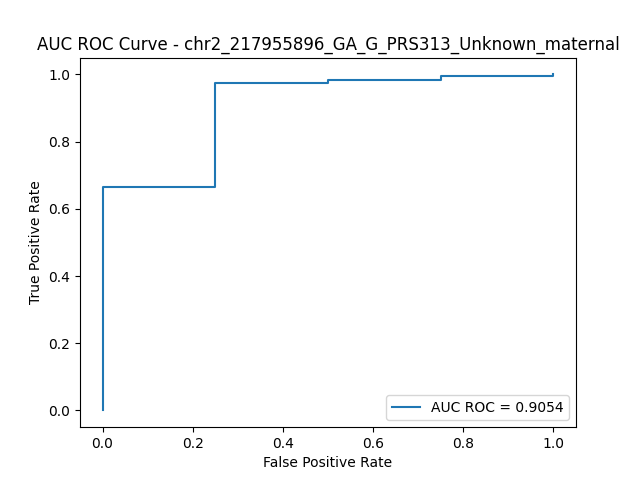 AUC ROC Curve - chr2_217955896_GA_G_PRS313_Unknown_maternal
1.0
0.8
0.6
0.4
0.2
0.0
True Positive Rate
AUC ROC = 0.9054
0.0 0.2 0.4 0.6 0.8 1.0
False Positive Rate